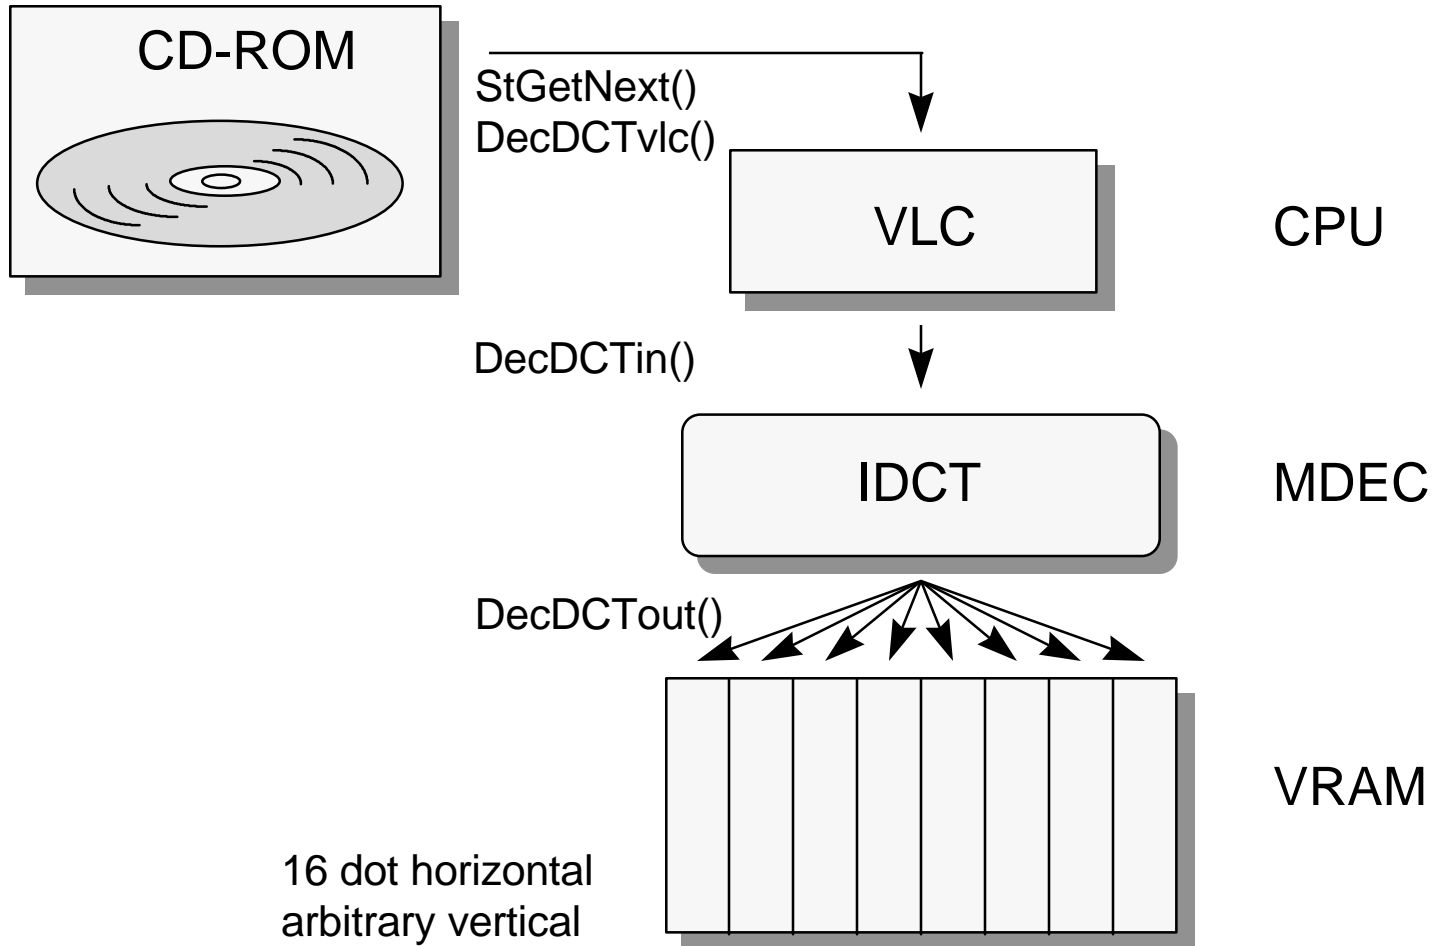 CD-ROM
StGetNext()
DecDCTvlc()
VLC
CPU
DecDCTin()
IDCT
MDEC
DecDCTout()
VRAM
16 dot horizontal
arbitrary vertical